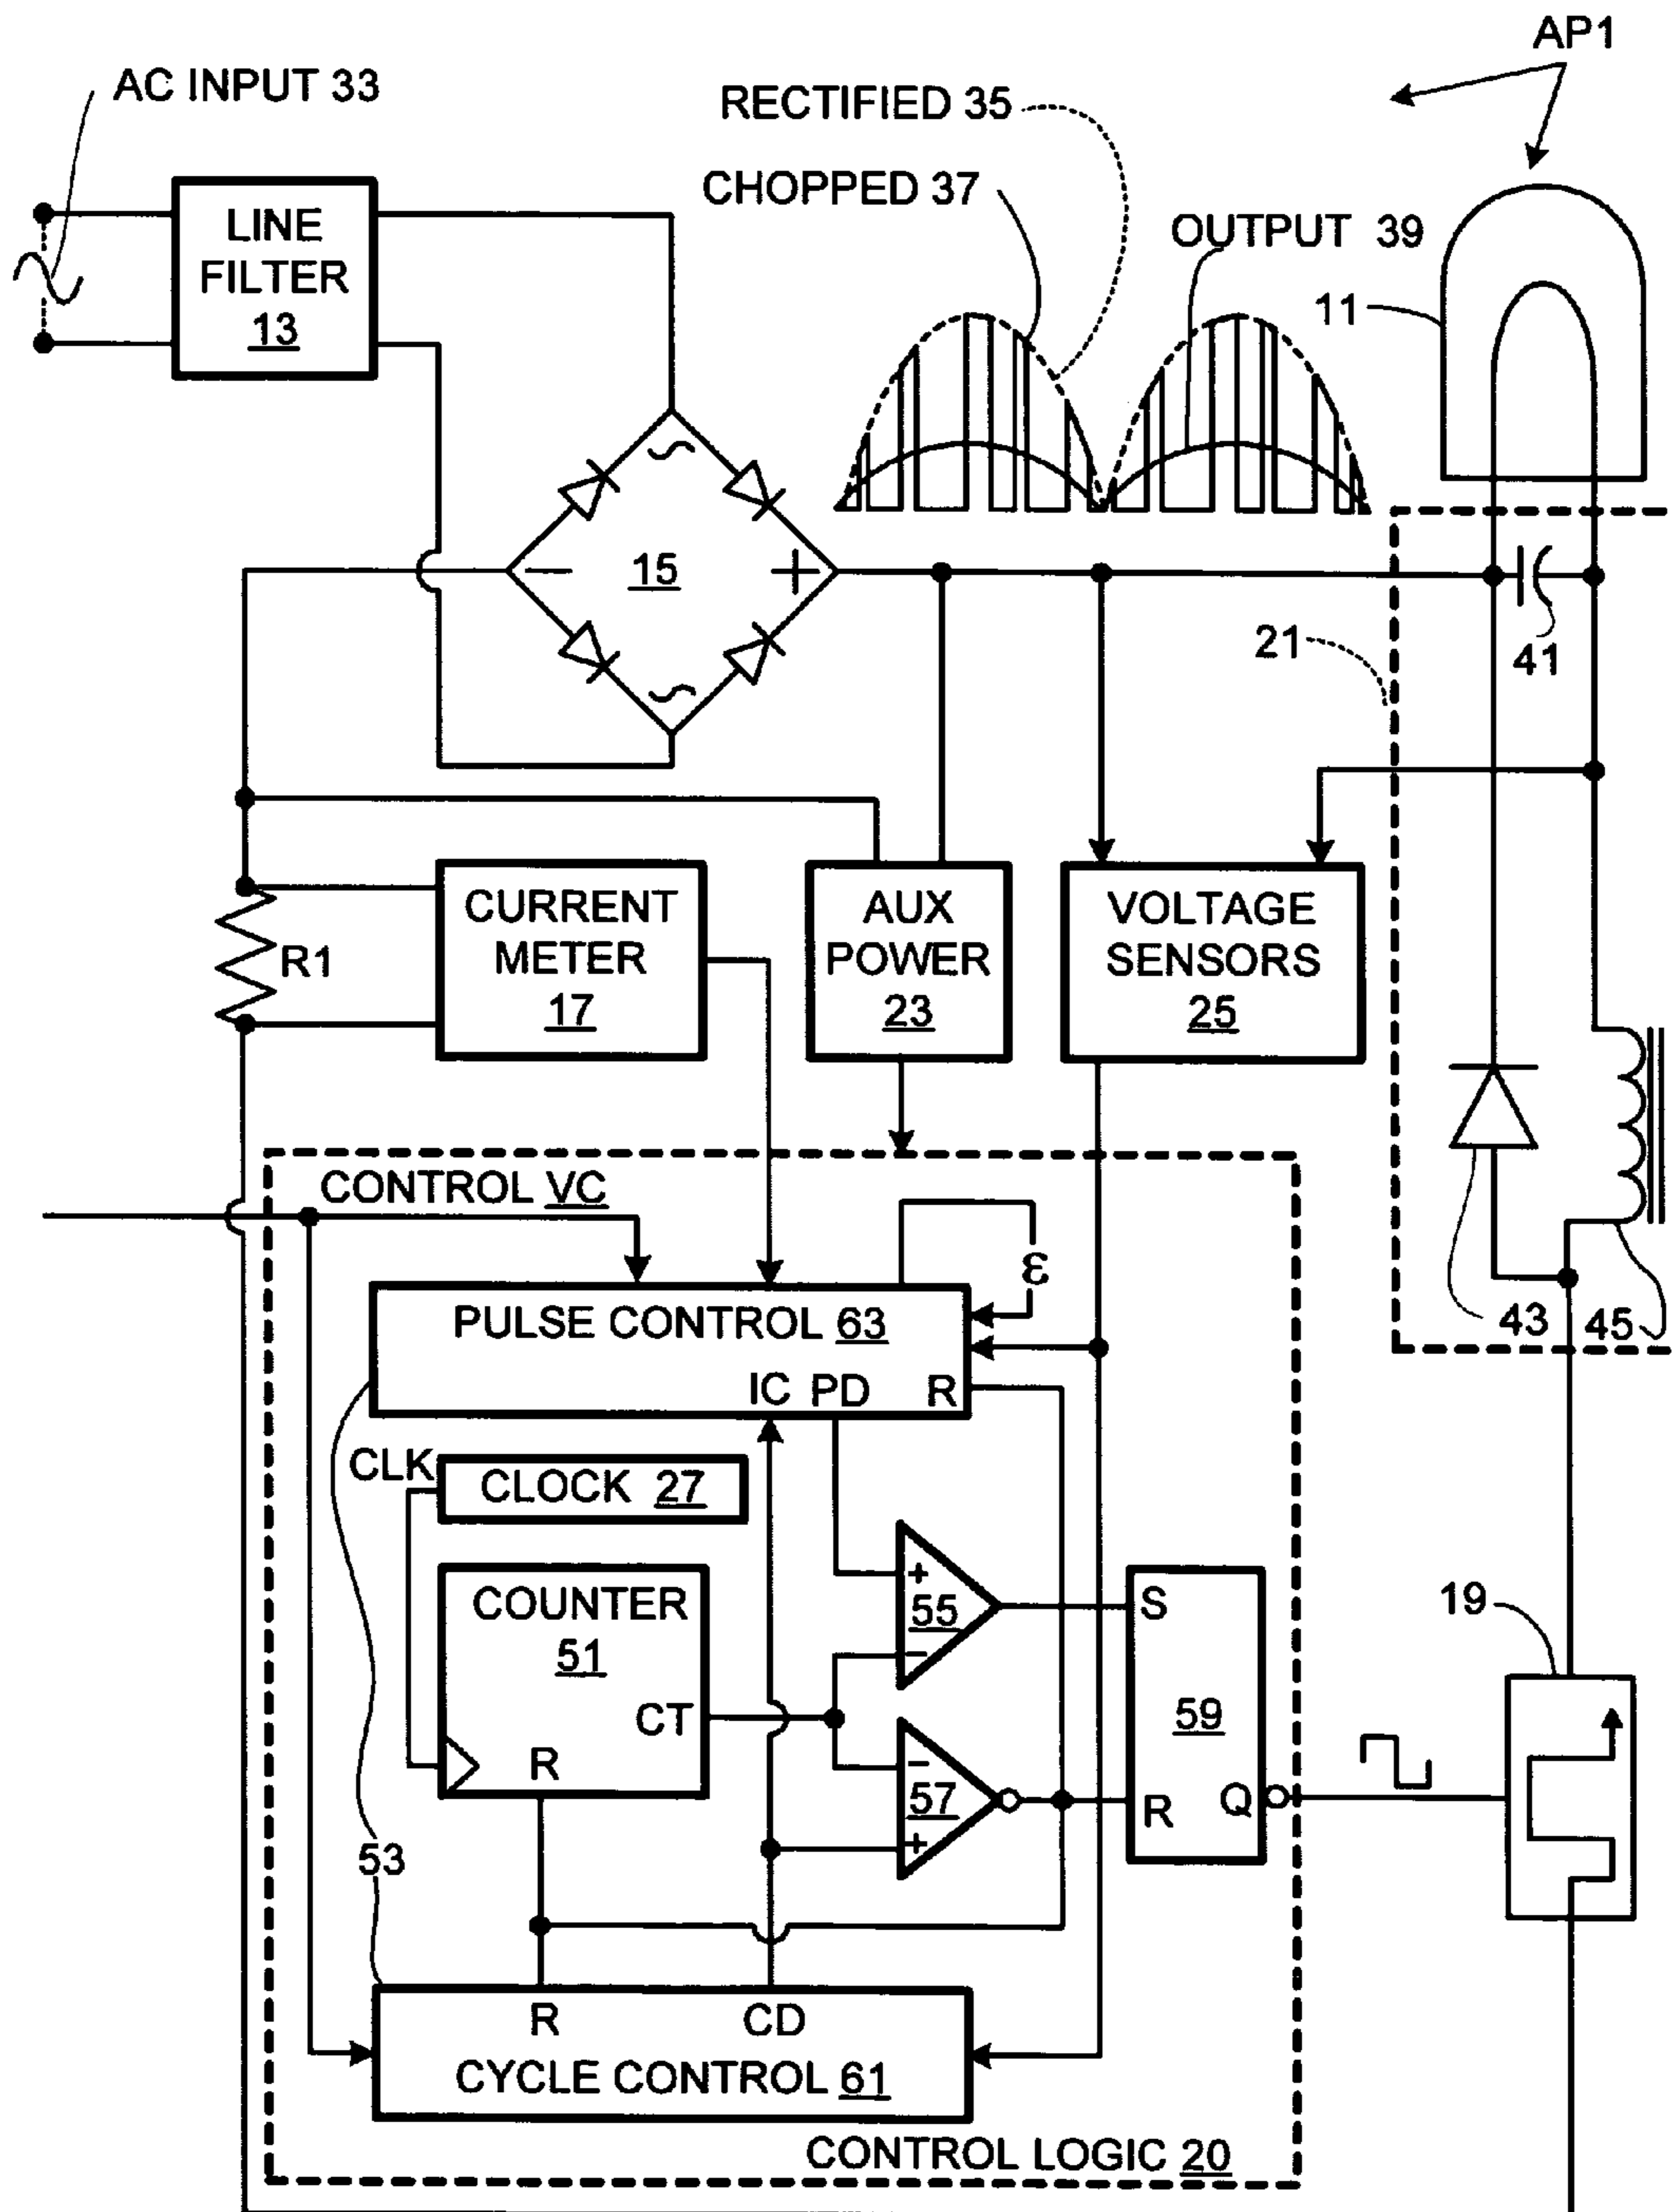 AP1
AC INPUT 33
RECTIFIED 35
CHOPPED 37
OUTPUT 39
LINE
FILTER
13
11
15
21
41
R1
CURRENT
METER
17
AUX
POWER
23
VOLTAGE
SENSORS
25
CONTROL VC
ε
PULSE CONTROL 63
IC PD R
43
45
CLK
CLOCK 27
COUNTER
51
CT
R
+
55
−
−
57
+
S
59
R
Q
19
53
R
CD
CYCLE CONTROL 61
CONTROL LOGIC 20